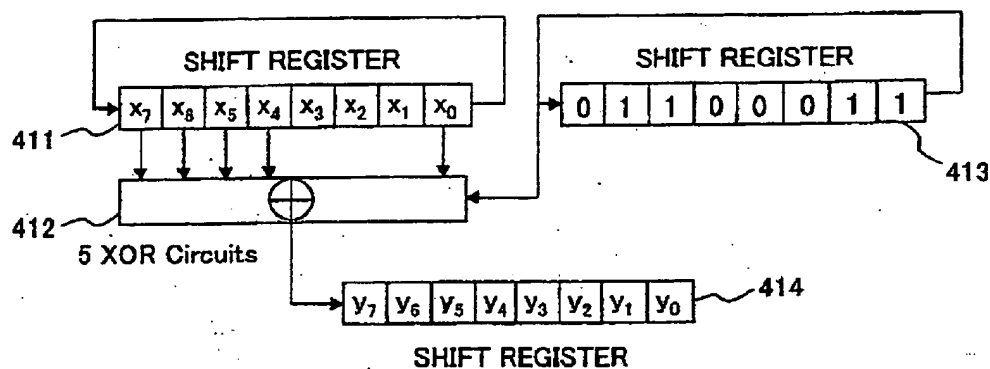 SHIFT REGISTER
x7 x8 x5 x4 x3 x2 x1 x0
411
SHIFT REGISTER
0 1 1 0 0 0 1 1
413
412
5 XOR Circuits
y7 y6 y5 y4 y3 y2 y1 y0
414
SHIFT REGISTER